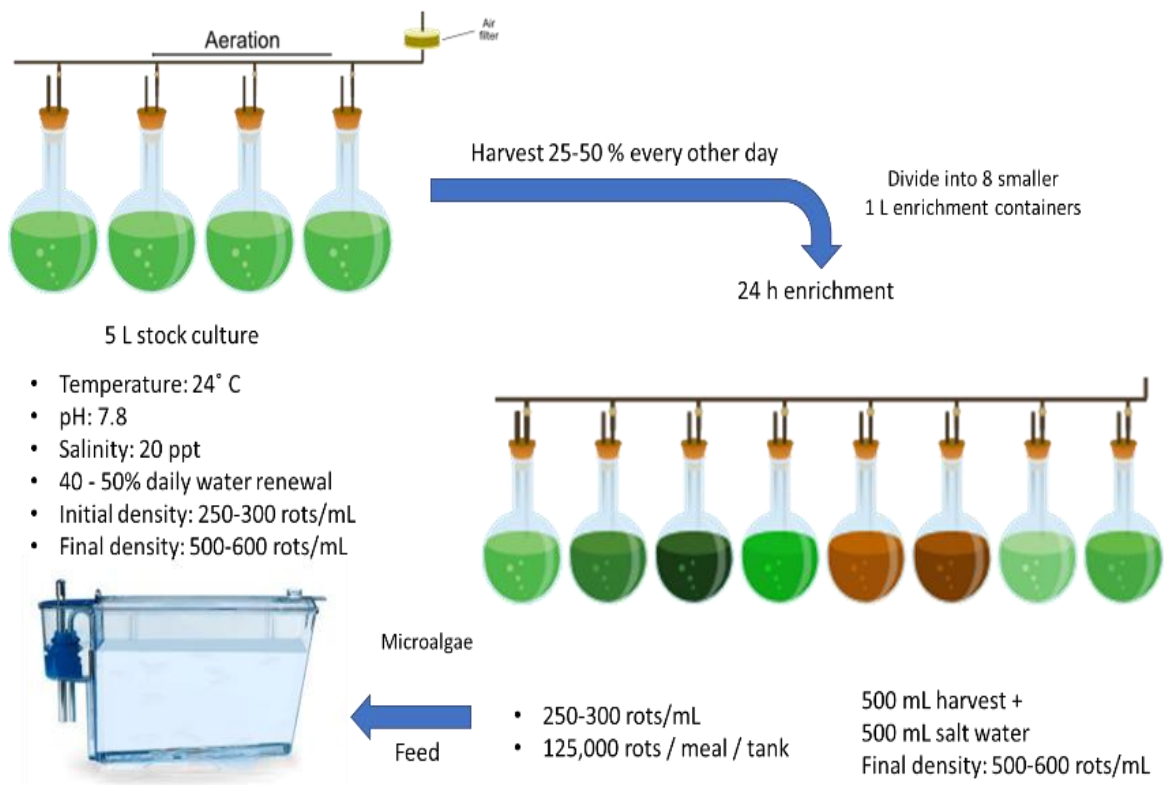 Aeration
Air
filter
Harvest 25-50 % every other day
Divide into 8 smaller
1 L enrichment containers
24 h enrichment
5 L stock culture
• Temperature: 24˚ C
• pH: 7.8
• Salinity: 20 ppt
• 40 - 50% daily water renewal
• Initial density: 250-300 rots/mL
• Final density: 500-600 rots/mL
Microalgae
Feed
• 250-300 rots/mL
• 125,000 rots / meal / tank
500 mL harvest +
500 mL salt water
Final density: 500-600 rots/mL